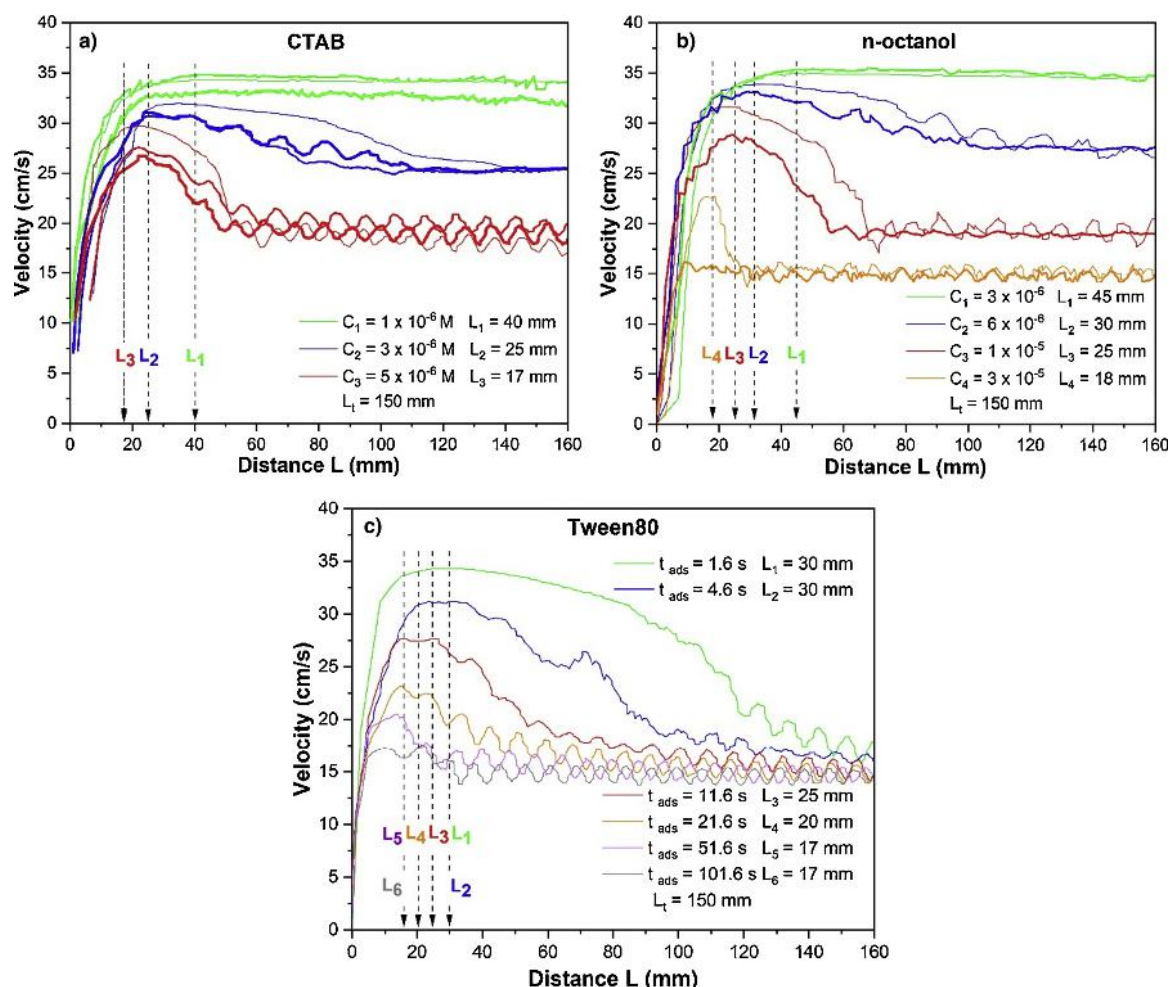 a) CTAB
40
35
30
25
20
15
10
5
0
Velocity (cm/s)
C₁ = 1 x 10⁻⁶ M L₁ = 40 mm
C₂ = 3 x 10⁻⁶ M L₂ = 25 mm
C₃ = 5 x 10⁻⁶ M L₃ = 17 mm
Lₜ = 150 mm
L₃ L₂ L₁
0 20 40 60 80 100 120 140 160
Distance L (mm)
b) n-octanol
40
35
30
25
20
15
10
5
0
Velocity (cm/s)
C₁ = 3 x 10⁻⁶ L₁ = 45 mm
C₂ = 6 x 10⁻⁶ L₂ = 30 mm
C₃ = 1 x 10⁻⁵ L₃ = 25 mm
C₄ = 3 x 10⁻⁵ L₄ = 18 mm
Lₜ = 150 mm
L₄ L₃ L₂ L₁
0 20 40 60 80 100 120 140 160
Distance L (mm)
c) Tween80
40
35
30
25
20
15
10
5
0
Velocity (cm/s)
t ads = 1.6 s L₁ = 30 mm
t ads = 4.6 s L₂ = 30 mm
t ads = 11.6 s L₃ = 25 mm
t ads = 21.6 s L₄ = 20 mm
t ads = 51.6 s L₅ = 17 mm
t ads = 101.6 s L₆ = 17 mm
Lₜ = 150 mm
L₅ L₄ L₃ L₁
L₆ L₂
0 20 40 60 80 100 120 140 160
Distance L (mm)